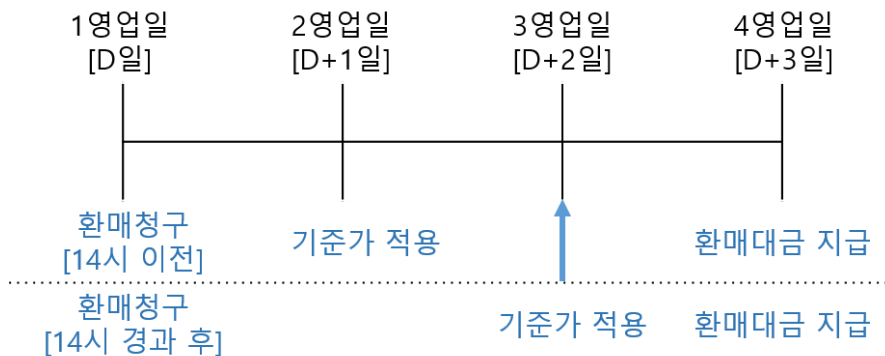 1영업일 2영업일 3영업일 4영업일
[D일] [D+1일] [D+2일] [D+3일]
환매청구
[14시 이전] 기준가 적용 환매대금 지급
환매청구
[14시 경과 후] 기준가 적용 환매대금 지급